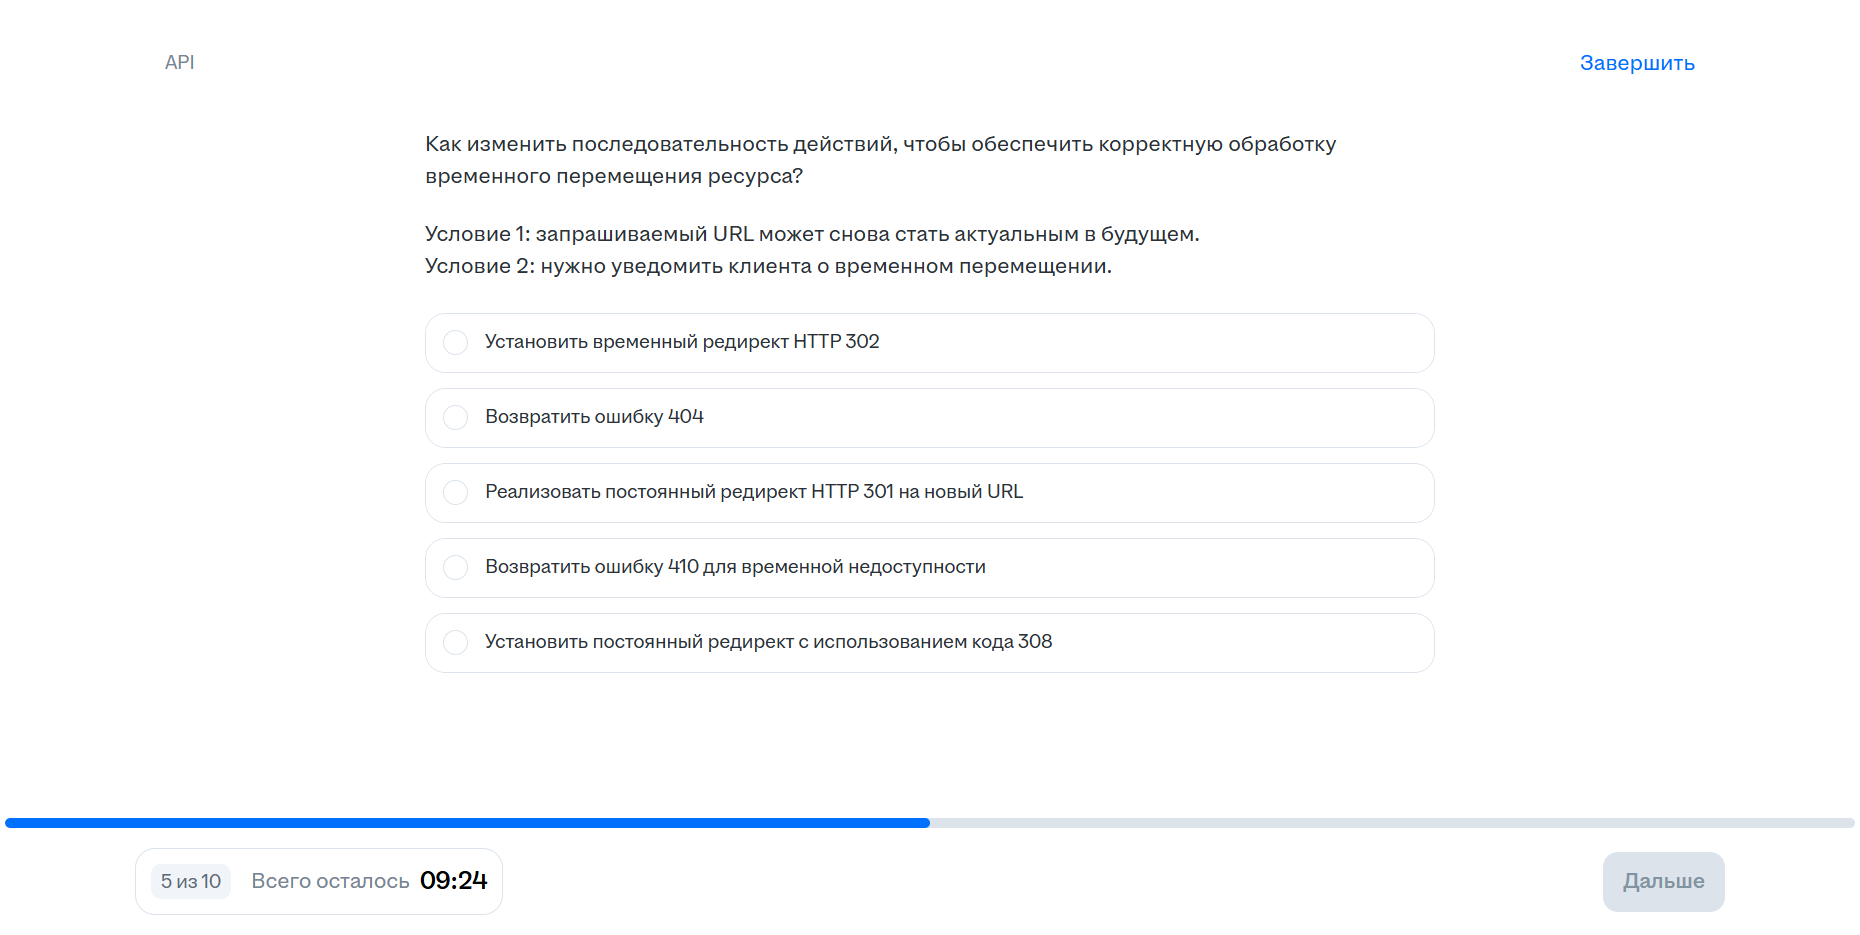 API
Завершить
Как изменить последовательность действий, чтобы обеспечить корректную обработку
временного перемещения ресурса?
Условие 1: запрашиваемый URL может снова стать актуальным в будущем.
Условие 2: нужно уведомить клиента о временном перемещении.
Установить временный редирект HTTP 302
Возвратить ошибку 404
Реализовать постоянный редирект HTTP 301 на новый URL
Возвратить ошибку 410 для временной недоступности
Установить постоянный редирект с использованием кода 308
5 из 10
Всего осталось 09:24
Дальше